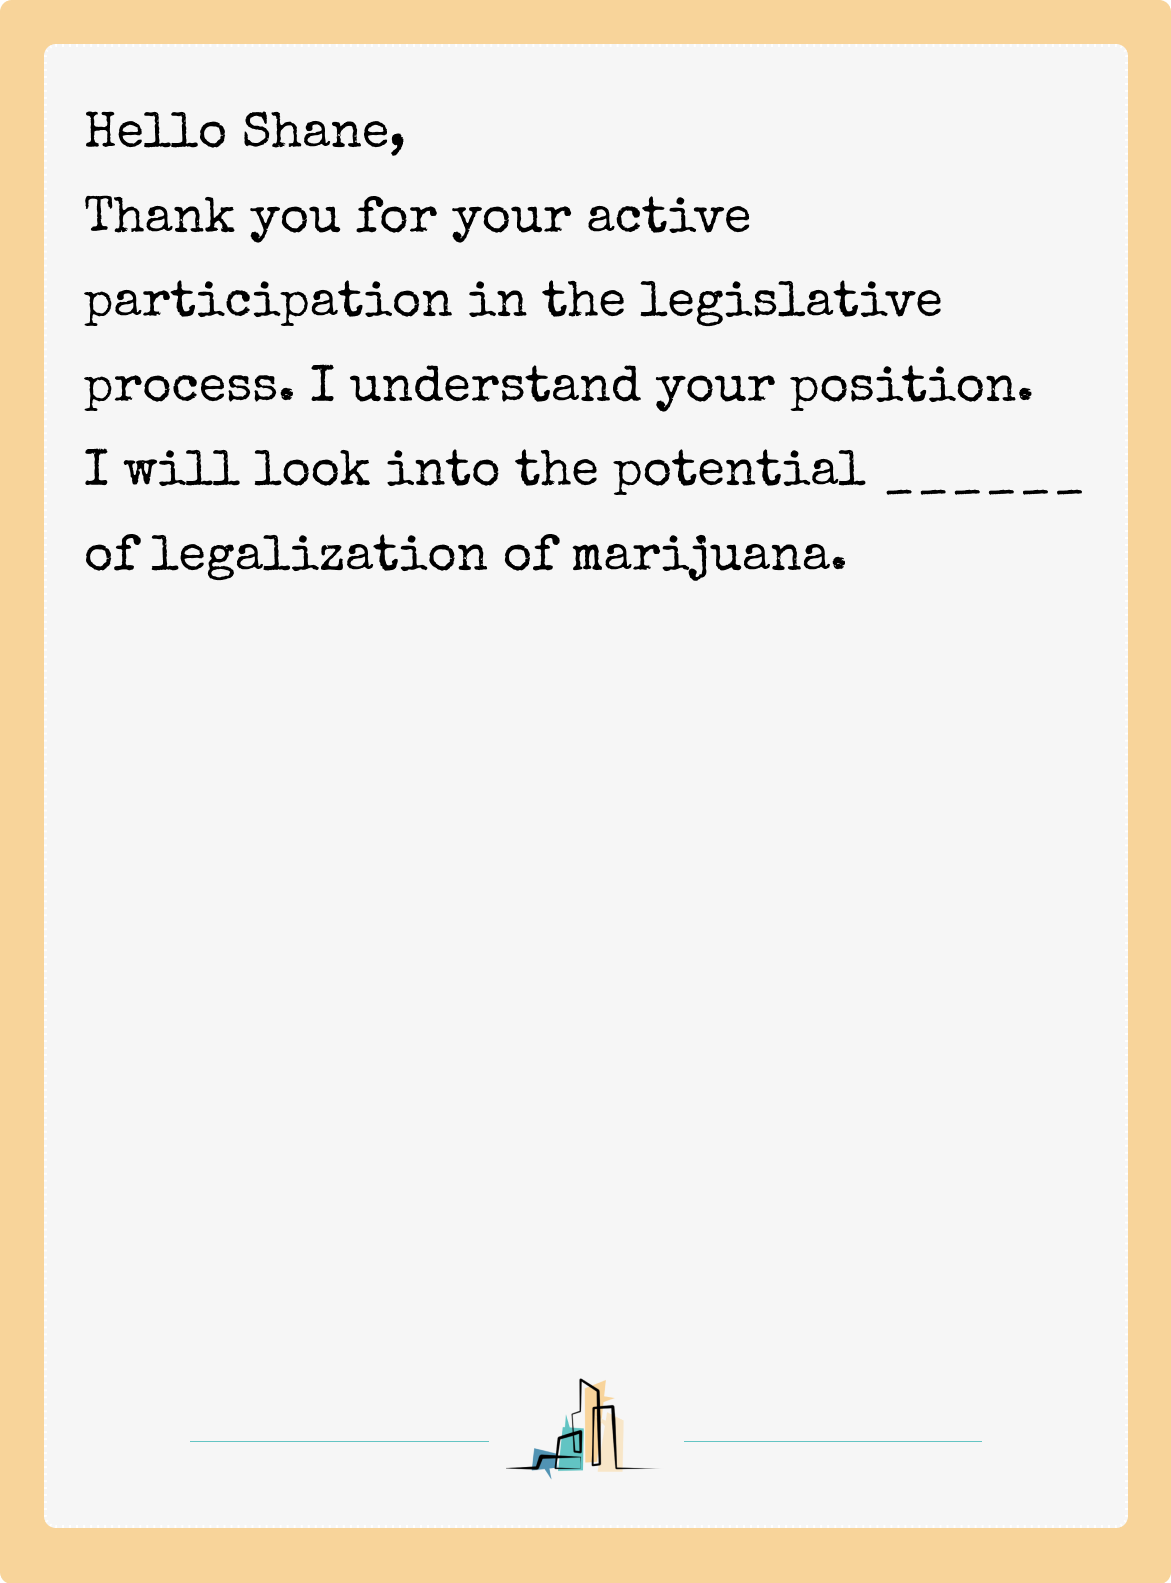 Hello Shane,
Thank you for your active
participation in the legislative
process. I understand your position.
I will look into the potential ______
of legalization of marijuana.